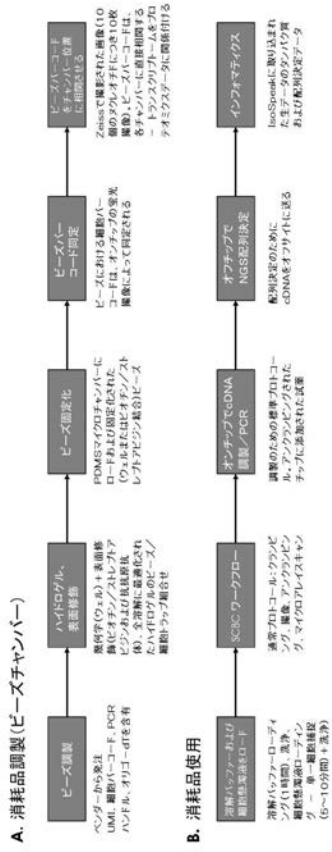 A. 消耗品調製(ビーズチャンバー)
ビーズ調製
ベンダーから発注
UMI、細胞バーコード、PCR
ハンドル、オリゴ-dTを含有
ハイドロゲル、
表面修飾
幾何学(ウェル)+表面修
飾(ビオチン/ストレプトア
ビジンおよび抗抗原抗
体)、全溶解に最適化され
たハイドロゲルのビーズ/
細胞トラップ組合せ
ビーズ固定化
PDMSマイクロチャンバーに
ロードおよび固定化された
(ウェルまたはビオチン/スト
レプトアビジン結合)ビーズ
ビーズバー
コード同定
ビーズにおける細胞バー
コードは、オンチップの蛍光
撮像によって同定される
ビーズバーコード
をチャンバー位置
に相関させる
Zeissで撮影された画像(10
個のヌクレオチドにつき10枚
撮像)。ビーズバーコードは、
各チャンバーに直接相関する
- トランスクリプトームをプロ
テオミクスデータに関係付ける
B. 消耗品使用
溶解バッファーおよび
細胞懸濁液をロード
溶解バッファーローディ
ング(1時間)、洗浄、
細胞懸濁液ローディン
グ - 単一細胞捕捉
(5~10分間)+洗浄)
SCBC ワークフロー
通常プロトコール:クランピ
ング、撮像、アンクランピン
グ、マイクロアレイスキャン
オンチップでcDNA
調製/PCR
調製のための標準プロトコー
ル。アンクランピングされた
チップに添加された試薬
オフチップで
NGS配列決定
配列決定のために
cDNAをオフサイトに送る
インフォマティクス
IsoSpeakに取り込まれ
た生データのタンパク質
および配列決定データ